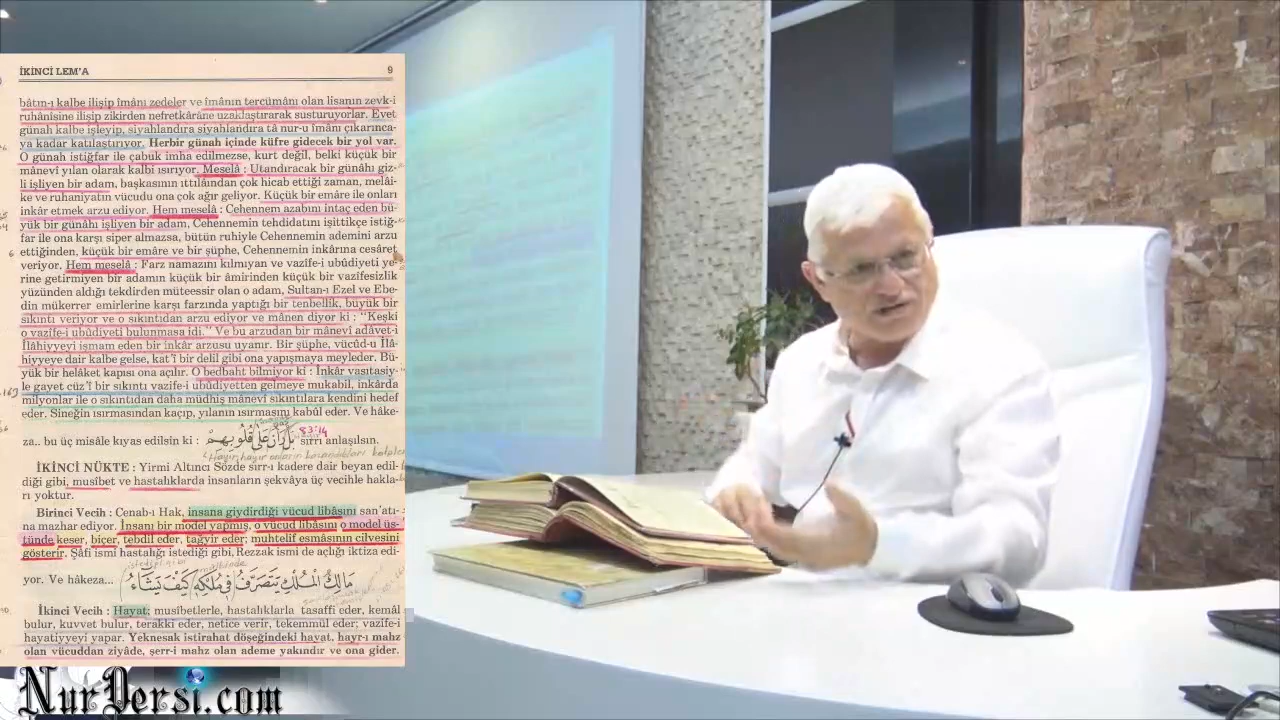 İKİNCİ LEM'A 9
bâtın-ı kalbe ilişip îmânı zedeler ve îmânın tercümânı olan lisanın zevk-i
ruhânîsine ilişip zikirden nefretkârâne uzaklaştırarak susturuyorlar. Evet
günah kalbe işleyip, siyahlandıra siyahlandıra tâ nur-u îmânı çıkarınca-
ya kadar katılaştırıyor. Herbir günah içinde küfre gidecek bir yol var.
O günah istiğfar ile çabuk imha edilmezse, kurt değil, belki küçük bir
mânevî yılan olarak kalbi ısırıyor. Meselâ : Utandıracak bir günâhı giz-
li işliyen bir adam, başkasının ıttılâından çok hicab ettiği zaman, melâi-
ke ve ruhaniyatın vücudu ona çok ağır geliyor. Küçük bir emâre ile onları
inkâr etmek arzu ediyor. Hem meselâ : Cehennem azabını intaç eden bü-
yük bir günâhı işliyen bir adam, Cehennemin tehdidatını işittikçe istiğ-
far ile ona karşı siper almazsa, bütün ruhiyle Cehennemin ademini arzu
ettiğinden, küçük bir emâre ve bir şüphe, Cehennemin inkârına cesâret
veriyor. Hem meselâ : Farz namazını kılmıyan ve vazife-i ubûdiyeti ye-
rine getirmiyen bir adamın küçük bir âmirinden küçük bir vazifesizlik
yüzünden aldığı tekdirden müteessir olan o adam, Sultan-ı Ezel ve Ebe-
din mükerrer emirlerine karşı farzında yaptığı bir tenbellik, büyük bir
sıkıntı veriyor ve o sıkıntıdan arzu ediyor ve mânen diyor ki : "Keşki
o vazife-i ubûdiyeti bulunmasa idi." Ve bu arzudan bir mânevî adâvet-i
İlâhiyyeyi işmam eden bir inkâr arzusu uyanır. Bir şüphe, vücûd-u İlâ-
hiyyeye dair kalbe gelse, kat'î bir delil gibi ona yapışmaya meyleder. Bü-
yük bir helâket kapısı ona açılır. O bedbaht bilmiyor ki : İnkâr vasıtasiy-
le gayet cüz'î bir sıkıntı vazife-i ubûdiyetten gelmeye mukabil, inkârda
milyonlar ile o sıkıntıdan daha müdhiş mânevî sıkıntılara kendini hedef
eder. Sineğin ısırmasından kaçıp, yılanın ısırmasını kabûl eder. Ve hâke-
83:14
za.. bu üç misâle kıyas edilsin ki : بَلْ رَانَ عَلَى قُلُوبِهِمْ sırrı anlaşılsın.
İKİNCİ NÜKTE : Yirmi Altıncı Sözde sırr-ı kadere dair beyan edil-
diği gibi, musîbet ve hastalıklarda insanların şekvâya üç vecihle hakla-
rı yoktur.
Birinci Vecih : Cenab-ı Hak, insana giydirdiği vücud libâsını san'atı-
na mazhar ediyor. İnsanı bir model yapmış, o vücud libâsını o model üs-
tünde keser, biçer, tebdil eder, tağyir eder; muhtelif esmâsının cilvesini
gösterir. Şâfî ismi hastalığı istediği gibi, Rezzak ismi de açlığı iktiza edi-
yor. Ve hâkeza... مَالِكُ الْمُلْكِ يَتَصَرَّفُ فِي مُلْكِهِ كَيْفَ يَشَاءُ
İkinci Vecih : Hayat; musîbetlerle, hastalıklarla tasaffi eder, kemâl
bulur, kuvvet bulur, terakki eder, netice verir, tekemmül eder; vazife-i
hayatiyyeyi yapar. Yeknesak istirahat döşeğindeki hayat, hayr-ı mahz
olan vücuddan ziyâde, şerr-i mahz olan ademe yakındır ve ona gider.
NurDersi.com